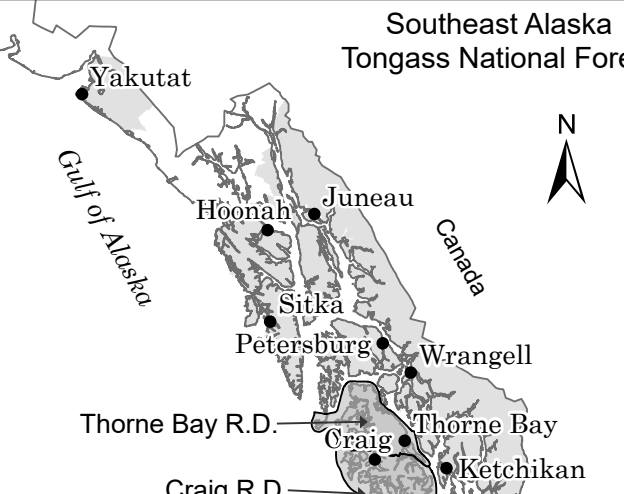 Southeast Alaska
Tongass National Fore
Yakutat
N
Gulf of Alaska
Juneau
Hoonah
Canada
Sitka
Petersburg
Wrangell
Thorne Bay R.D.
Thorne Bay
Craig
Ketchikan
Craig R.D.